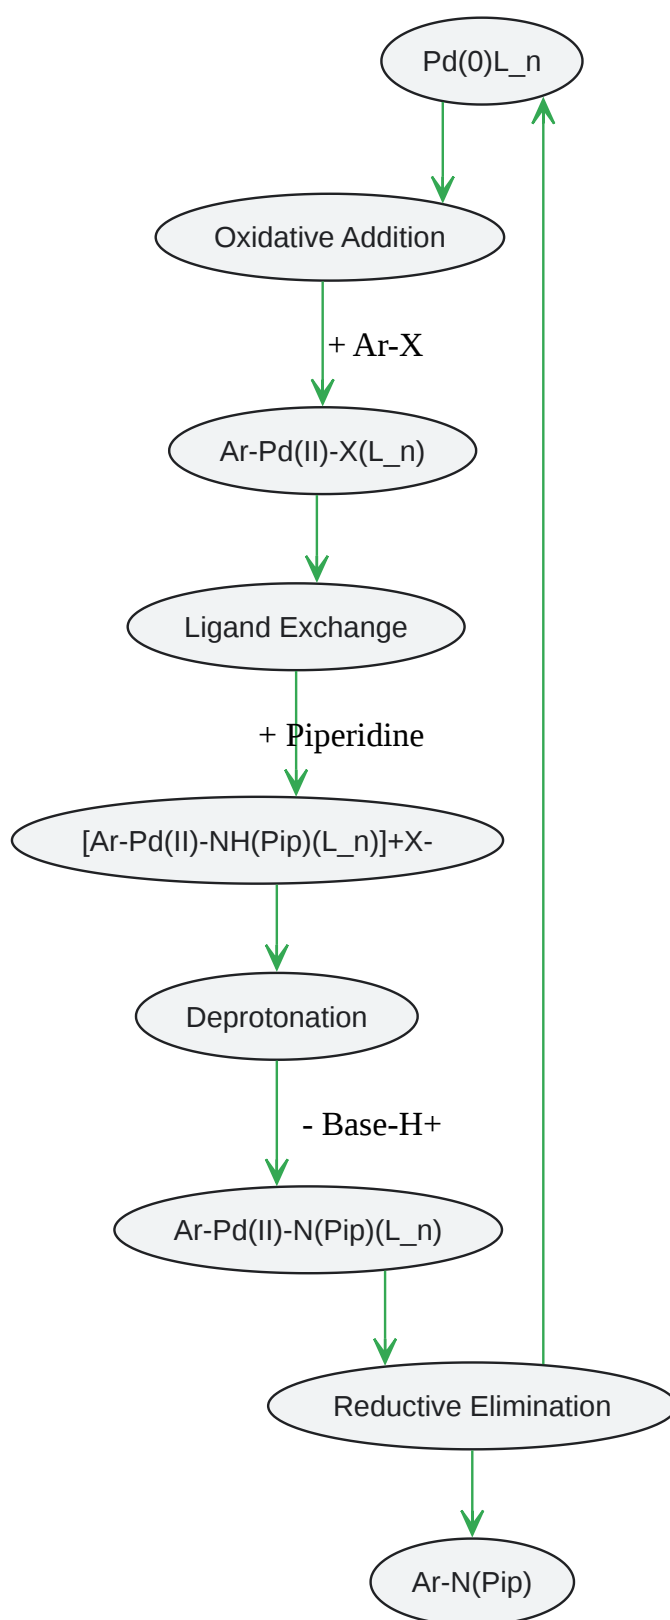 Pd(0)L_n
Oxidative Addition
+ Ar-X
Ar-Pd(II)-X(L_n)
Ligand Exchange
+ Piperidine
[Ar-Pd(II)-NH(Pip)(L_n)]+X-
Deprotonation
- Base-H+
Ar-Pd(II)-N(Pip)(L_n)
Reductive Elimination
Ar-N(Pip)